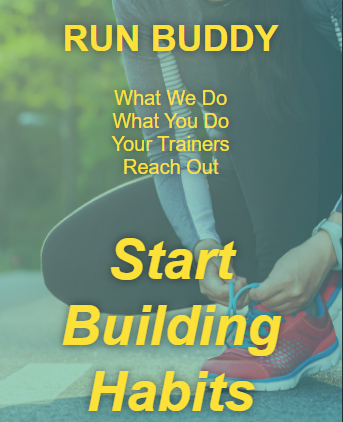 RUN BUDDY
What We Do
What You Do
Your Trainers
Reach Out
Start
Building
Habits